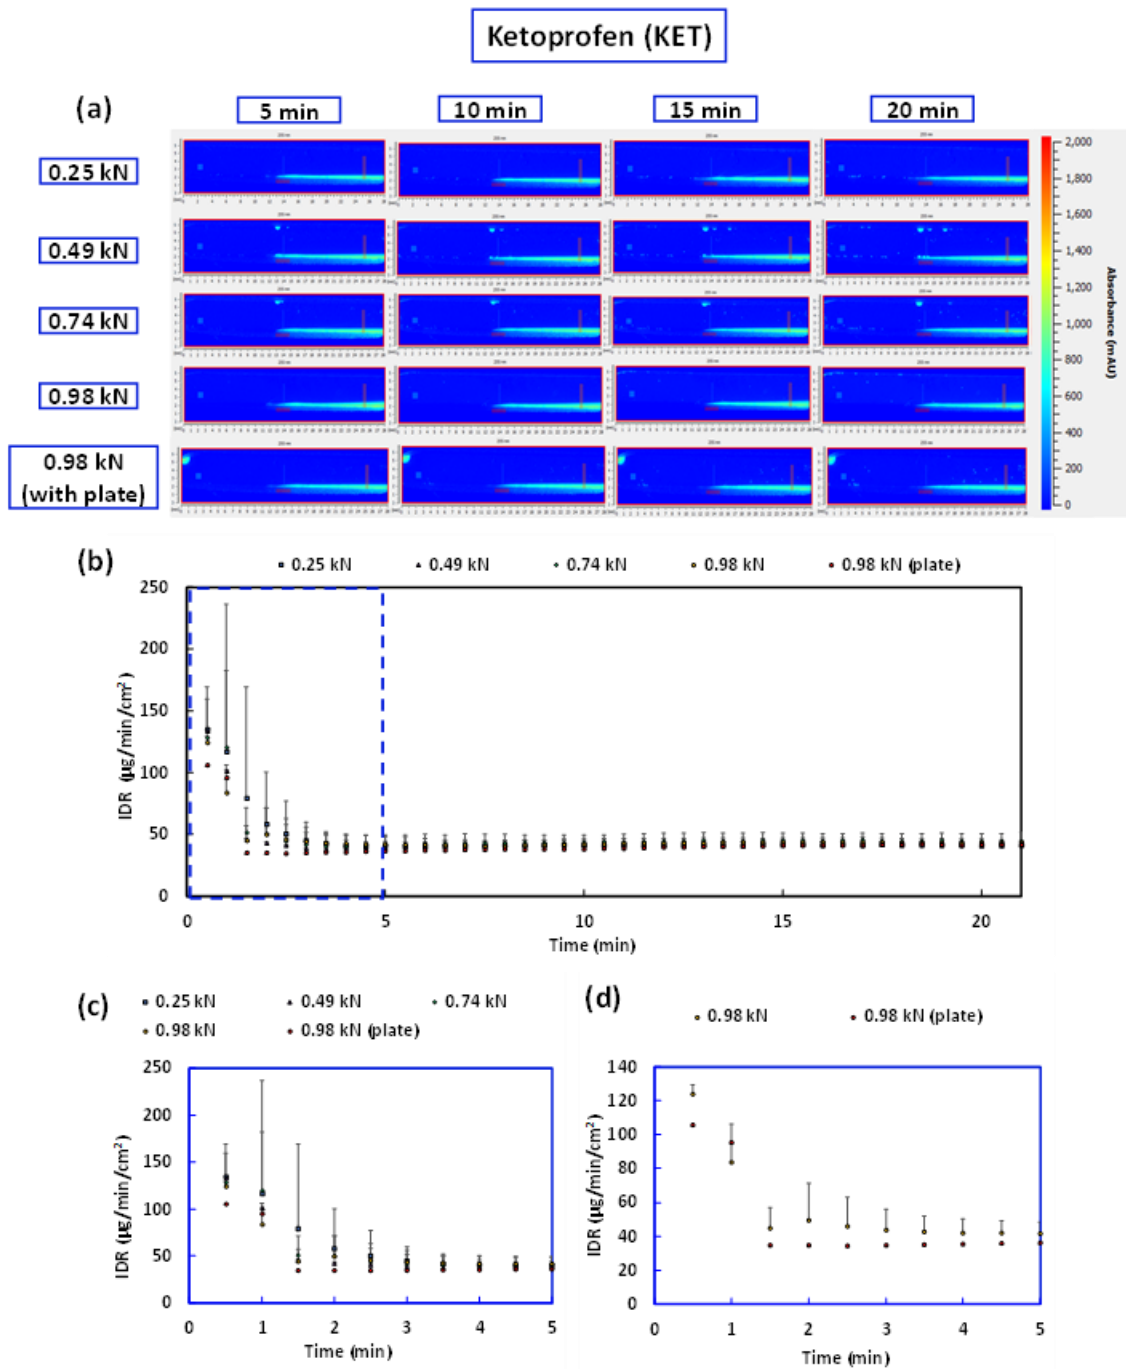 Ketoprofen (KET)
(a)
5 min
10 min
15 min
20 min
0.25 kN
0.49 kN
0.74 kN
0.98 kN
0.98 kN
(with plate)
2,000
1,800
1,600
1,400
1,200
1,000
800
600
400
200
0
Absorbance (mAU)
(b)
0.25 kN 0.49 kN 0.74 kN 0.98 kN 0.98 kN (plate)
250
200
150
100
50
0
IDR (µg/min/cm²)
0 5 10 15 20
Time (min)
(c)
0.25 kN 0.49 kN 0.74 kN
0.98 kN 0.98 kN (plate)
250
200
150
100
50
0
IDR (µg/min/cm²)
0 1 2 3 4 5
Time (min)
(d)
0.98 kN 0.98 kN (plate)
140
120
100
80
60
40
20
0
IDR (µg/min/cm²)
0 1 2 3 4 5
Time (min)